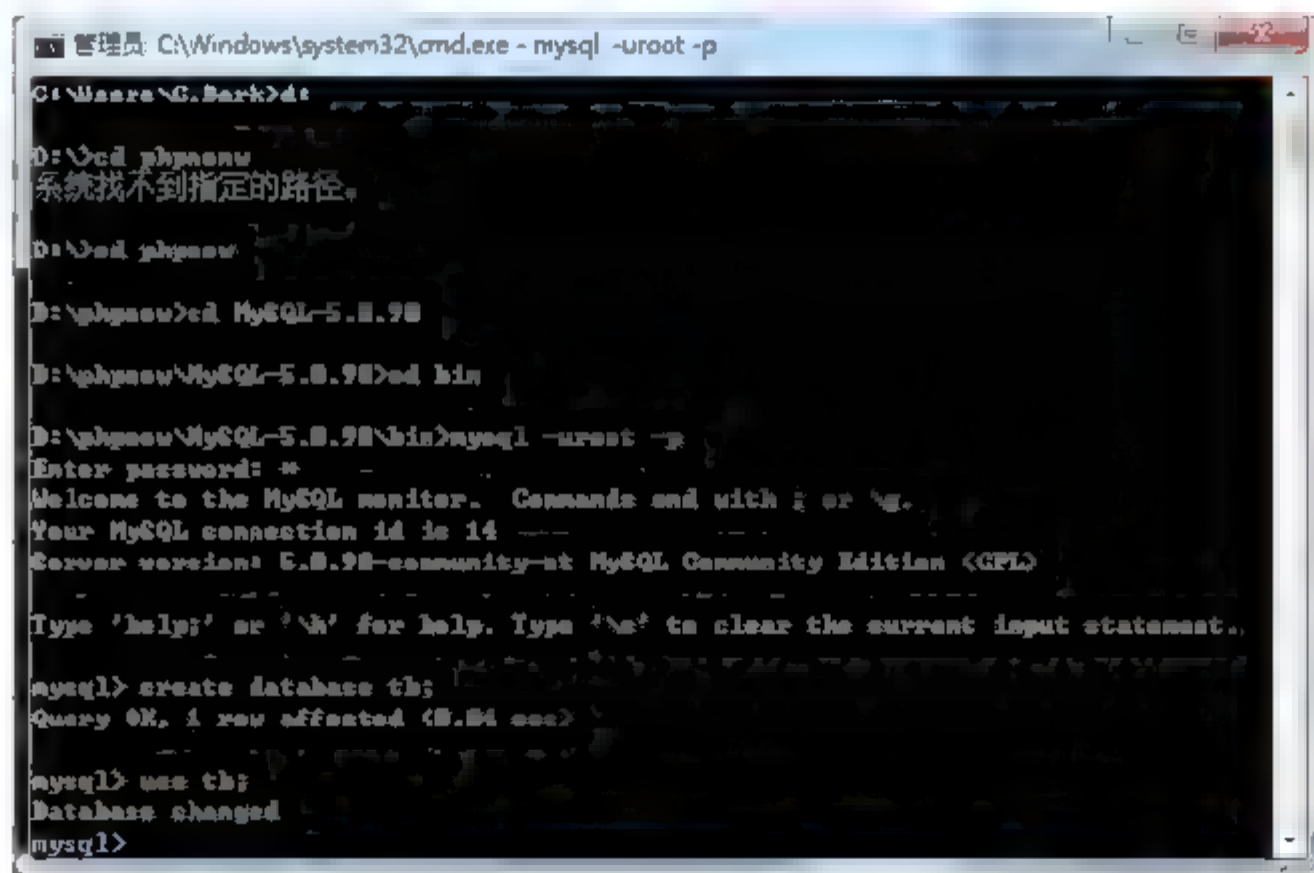 管理员: C:\Windows\system32\cmd.exe - mysql -uroot -p
D:\>cd
系统找不到指定的路径。
D:\>cd phpnow
D:\phpnow>cd MySQL-5.0.90
D:\phpnow\MySQL-5.0.90>cd bin
D:\phpnow\MySQL-5.0.90\bin>mysql -uroot -p
Enter password: *
Welcome to the MySQL monitor.  Commands end with ; or \g.
Your MySQL connection id is 14
Server version: 5.0.90-community-nt MySQL Community Edition (GPL)
Type 'help;' or '\h' for help. Type '\c' to clear the current input statement.
mysql> create database tb;
Query OK, 1 row affected (0.04 sec)
mysql> use tb;
Database changed
mysql>